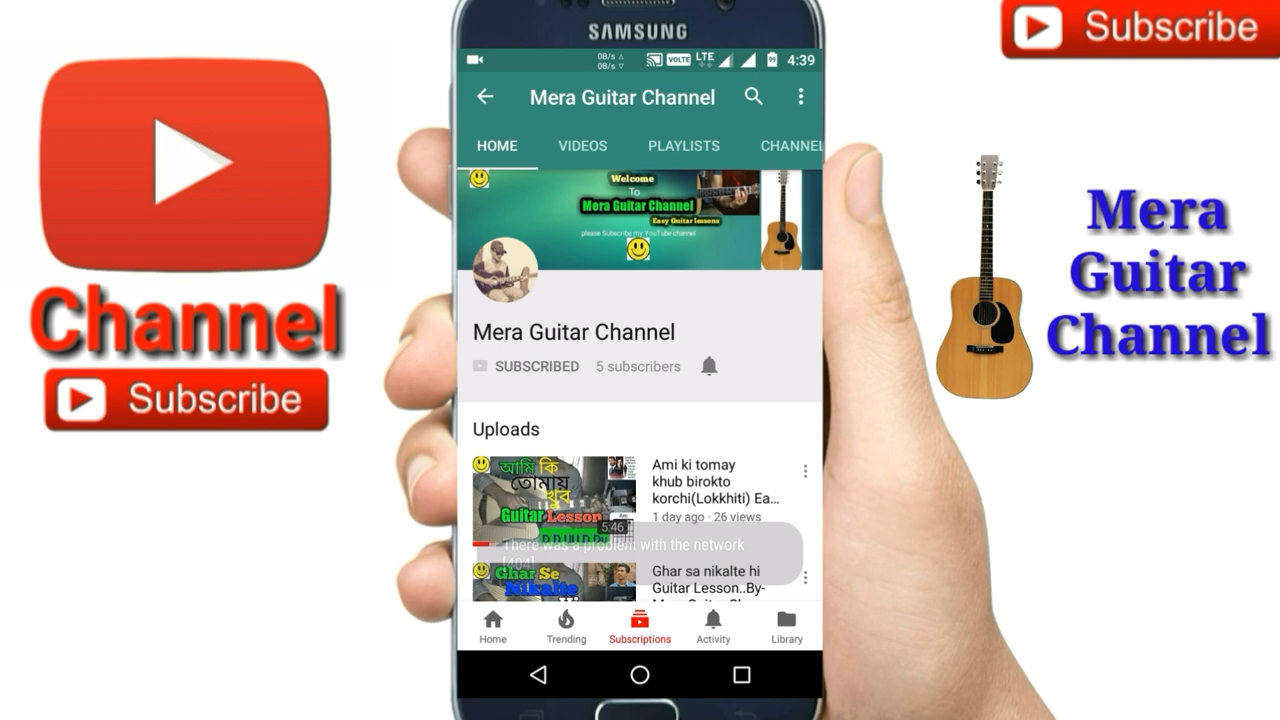 Subscribe
SAMSUNG
0B/s
0B/s
VOLTE
LTE
99
4:39
Mera Guitar Channel
HOME
VIDEOS
PLAYLISTS
CHANNEL
Welcome
To
Mera Guitar Channel
Easy Guitar lessons
please Subscribe my YouTube channel
Channel
Subscribe
Mera
Guitar
Channel
Mera Guitar Channel
SUBSCRIBED
5 subscribers
Uploads
আমি কি
তোমায়
খুব
Guitar Lesson
5:46
Ami ki tomay
khub birokto
korchi(Lokkhiti) Ea...
1 day ago · 26 views
There was a problem with the network
[404]
Ghar Se
Nikalte
Ghar sa nikalte hi
Guitar Lesson..By-
Home
Trending
Subscriptions
Activity
Library